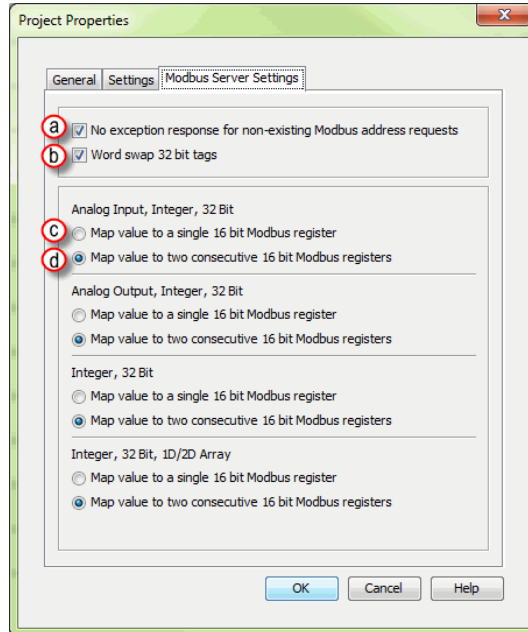 Project Properties
x
General Settings Modbus Server Settings
a No exception response for non-existing Modbus address requests
b Word swap 32 bit tags
Analog Input, Integer, 32 Bit
c Map value to a single 16 bit Modbus register
d Map value to two consecutive 16 bit Modbus registers
Analog Output, Integer, 32 Bit
Map value to a single 16 bit Modbus register
Map value to two consecutive 16 bit Modbus registers
Integer, 32 Bit
Map value to a single 16 bit Modbus register
Map value to two consecutive 16 bit Modbus registers
Integer, 32 Bit, 1D/2D Array
Map value to a single 16 bit Modbus register
Map value to two consecutive 16 bit Modbus registers
OK Cancel Help